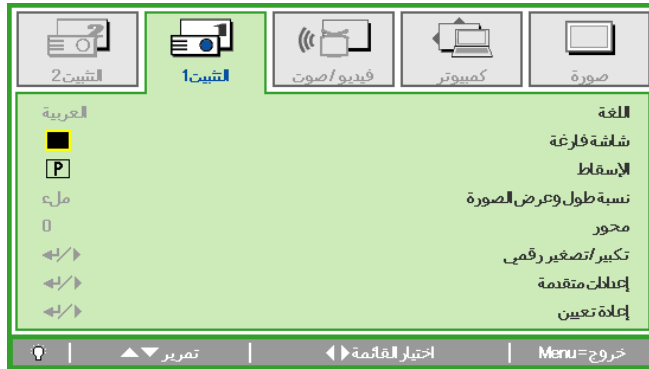 صورة
كمبيوتر
فيديو/صوت
التثبيت1
التثبيت2
اللغة العربية
شاشة فارغة
الإسقاط P
نسبة طول وعرض الصورة ملء
محور 0
تكبير/تصغير رقمي
إعدادات متقدمة
إعادة تعيين
خروج=Menu اختيار القائمة تمرير